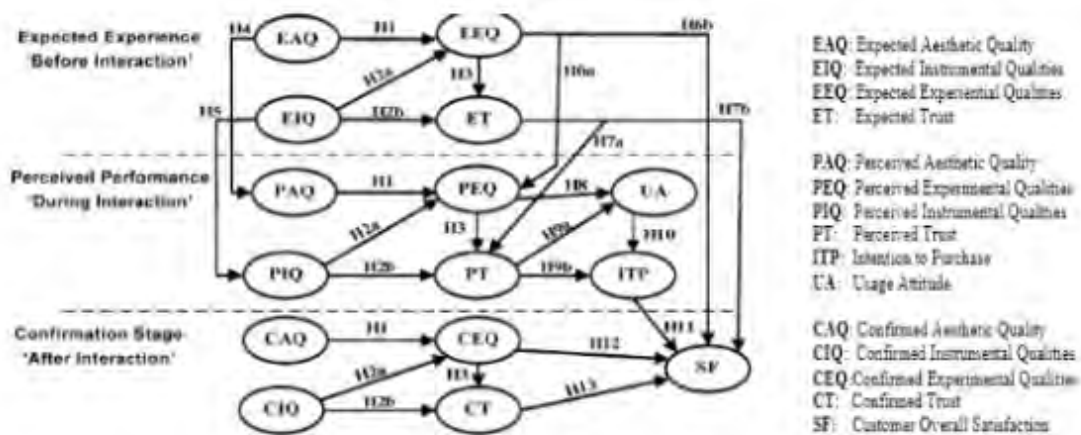 H4
EAQ
H1
EEQ
H6b
Expected Experience
'Before Interaction'
H2a
H3
H6a
H5
EIQ
H2b
ET
H7b
H7a
Perceived Performance
'During Interaction'
PAQ
H1
PEQ
H8
UA
H2a
H3
H9a
H10
PIQ
H2b
PT
H9b
ITP
Confirmation Stage
'After Interaction'
CAQ
H1
CEQ
H12
H11
SF
H2a
H3
H13
CIQ
H2b
CT
EAQ: Expected Aesthetic Quality
EIQ: Expected Instrumental Qualities
EEQ: Expected Experiential Qualities
ET: Expected Trust
PAQ: Perceived Aesthetic Quality
PEQ: Perceived Experimental Qualities
PIQ: Perceived Instrumental Qualities
PT: Perceived Trust
ITP: Intention to Purchase
UA: Usage Attitude
CAQ: Confirmed Aesthetic Quality
CIQ: Confirmed Instrumental Qualities
CEQ:Confirmed Experimental Qualities
CT: Confirmed Trust
SF: Customer Overall Satisfaction